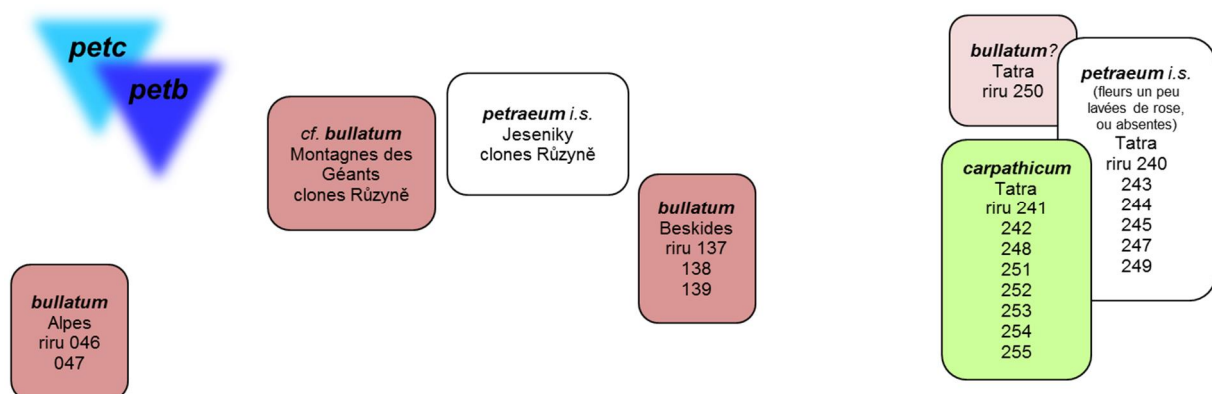 petc
petb
cf. bullatum
Montagnes des
Géants
clones Růzyně
petraeum i.s.
Jeseniky
clones Růzyně
bullatum
Beskides
riru 137
138
139
bullatum
Alpes
riru 046
047
bullatum?
Tatra
riru 250
petraeum i.s.
(fleurs un peu
lavées de rose,
ou absentes)
Tatra
riru 240
243
244
245
247
249
carpathicum
Tatra
riru 241
242
248
251
252
253
254
255